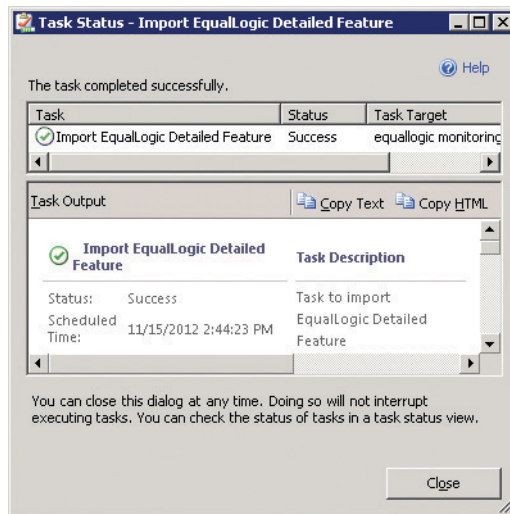 Task Status - Import EqualLogic Detailed Feature
Help
The task completed successfully.
Task Status Task Target
Import EqualLogic Detailed Feature Success equallogic monitoring
Task Output Copy Text Copy HTML
Import EqualLogic Detailed Feature
Status: Success
Scheduled Time: 11/15/2012 2:44:23 PM
Task Description
Task to import
EqualLogic Detailed
Feature
You can close this dialog at any time. Doing so will not interrupt
executing tasks. You can check the status of tasks in a task status view.
Close